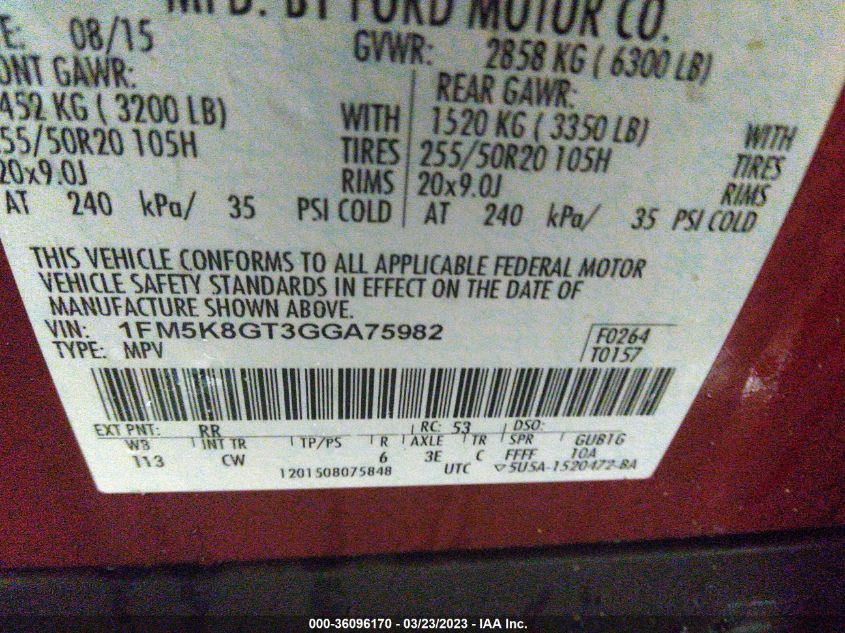 MFD. BY FORD MOTOR CO.
E: 08/15 GVWR: 2858 KG ( 6300 LB)
ONT GAWR: REAR GAWR:
452 KG ( 3200 LB) WITH 1520 KG ( 3350 LB) WITH
55/50R20 105H TIRES 255/50R20 105H TIRES
20x9.0J RIMS 20x9.0J RIMS
AT 240 kPa/ 35 PSI COLD AT 240 kPa/ 35 PSI COLD
THIS VEHICLE CONFORMS TO ALL APPLICABLE FEDERAL MOTOR
VEHICLE SAFETY STANDARDS IN EFFECT ON THE DATE OF
MANUFACTURE SHOWN ABOVE.
VIN: 1FM5K8GT3GGA75982 F0264
TYPE: MPV T0157
EXT PNT: RR RC: 53 DSO:
W3 INT TR TP/PS R AXLE TR SPR GUB1G
113 CW 6 3E C FFFF 10A
1201508075848 UTC 5U5A-1520472-BA
000-36096170 / 03/23/2023 - IAA Inc.